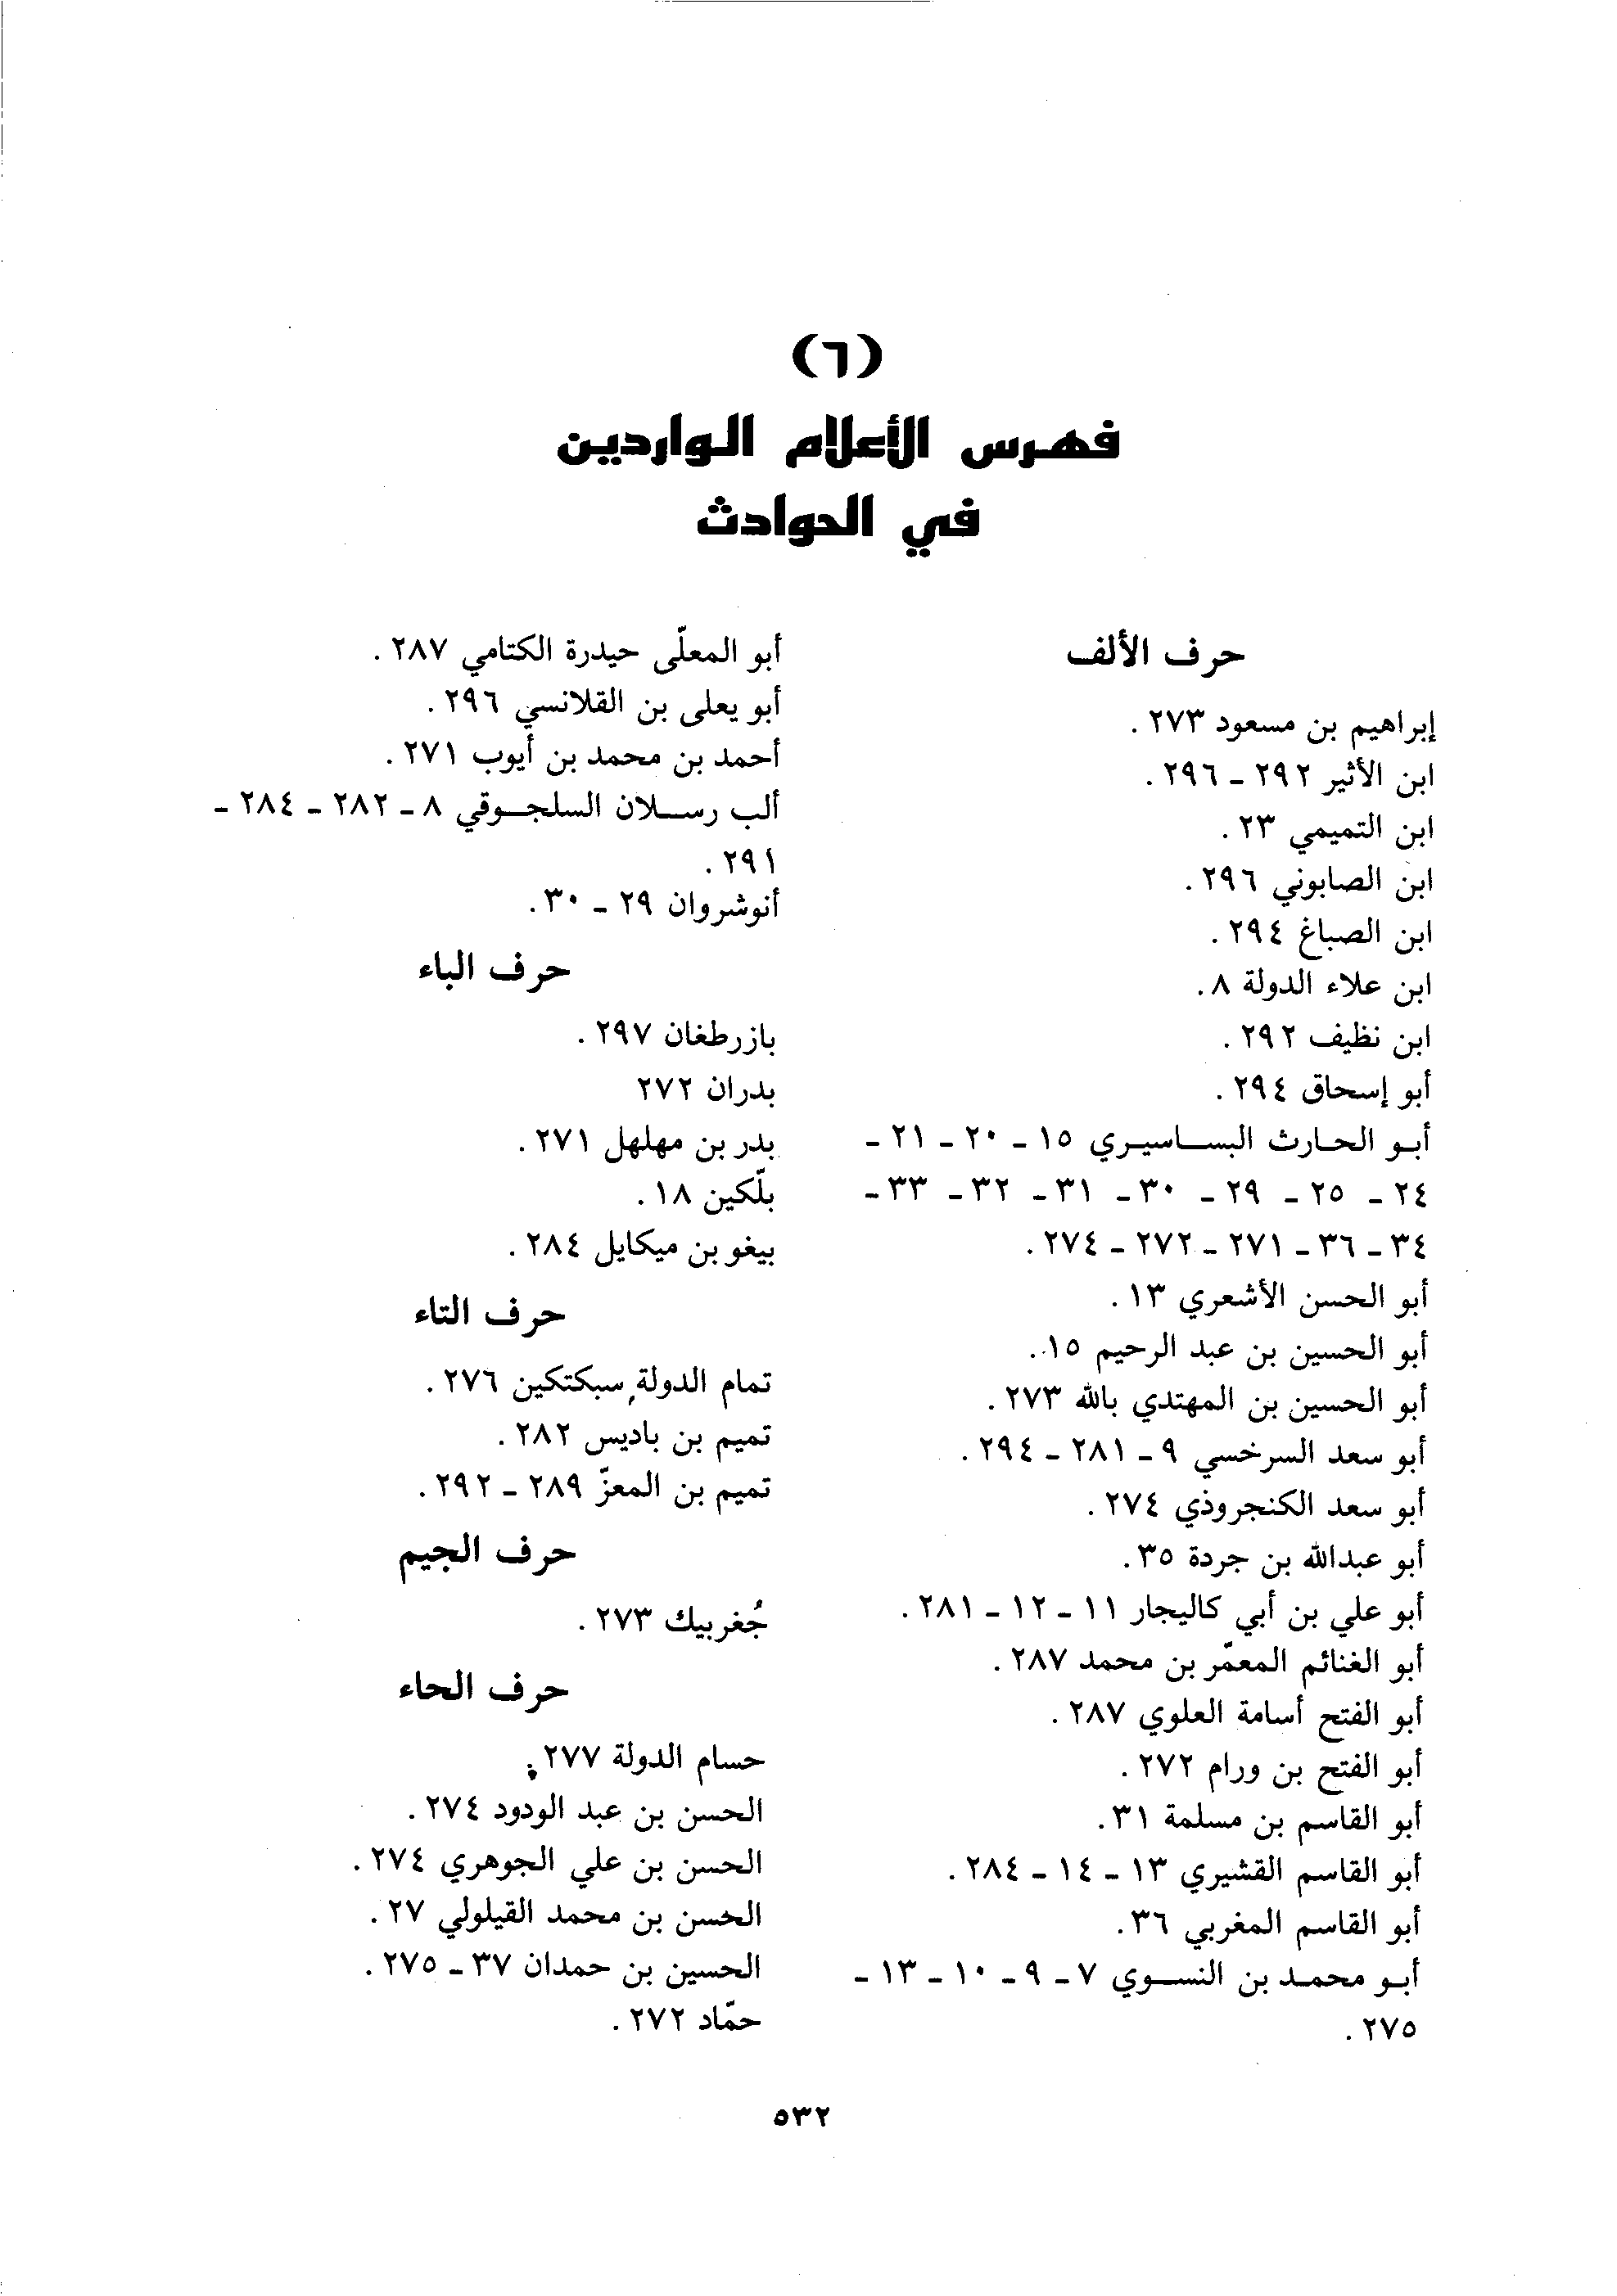 (٦)
فهرس الأعلام الواردين
في الحوادث
حرف الألف
إبراهيم بن مسعود ٢٧٣.
ابن الأثير ٢٩٢ - ٢٩٦.
ابن التميمي ٢٣.
ابن الصابوني ٢٩٦.
ابن الصباغ ٢٩٤.
ابن علاء الدولة ٨.
ابن نظيف ٢٩٢.
أبو إسحاق ٢٩٤.
أبو الحارث البساسيري ١٥ - ٢٠ - ٢١ -
٢٤ - ٢٥ - ٢٩ - ٣٠ - ٣١ - ٣٢ - ٣٣ -
٣٤ - ٣٦ - ٢٧١ - ٢٧٢ - ٢٧٤.
أبو الحسن الأشعري ١٣.
أبو الحسين بن عبد الرحيم ١٥.
أبو الحسين بن المهتدي بالله ٢٧٣.
أبو سعد السرخسي ٩ - ٢٨١ - ٢٩٤.
أبو سعد الكنجروذي ٢٧٤.
أبو عبدالله بن جردة ٣٥.
أبو علي بن أبي كاليجار ١١ - ١٢ - ٢٨١.
أبو الغنائم المعمّر بن محمد ٢٨٧.
أبو الفتح أسامة العلوي ٢٨٧.
أبو الفتح بن ورام ٢٧٢.
أبو القاسم بن مسلمة ٣١.
أبو القاسم القشيري ١٣ - ١٤ - ٢٨٤.
أبو القاسم المغربي ٣٦.
أبو محمد بن النسوي ٧ - ٩ - ١٠ - ١٣ -
٢٧٥.
أبو المعلّى حيدرة الكتامي ٢٨٧.
أبو يعلى بن القلانسي ٢٩٦.
أحمد بن محمد بن أيوب ٢٧١.
ألب رسلان السلجوقي ٨ - ٢٨٢ - ٢٨٤ -
٢٩١.
أنوشروان ٢٩ - ٣٠.
حرف الباء
بازرطغان ٢٩٧.
بدران ٢٧٢
بدر بن مهلهل ٢٧١.
بلّكين ١٨.
بيغو بن ميكايل ٢٨٤.
حرف التاء
تمام الدولة سبكتكين ٢٧٦.
تميم بن باديس ٢٨٢.
تميم بن المعزّ ٢٨٩ - ٢٩٢.
حرف الجيم
جُغربيك ٢٧٣.
حرف الحاء
حسام الدولة ٢٧٧.
الحسن بن عبد الودود ٢٧٤.
الحسن بن علي الجوهري ٢٧٤.
الحسن بن محمد القيلولي ٢٧.
الحسين بن حمدان ٣٧ - ٢٧٥.
حمّاد ٢٧٢.
٥٣٢